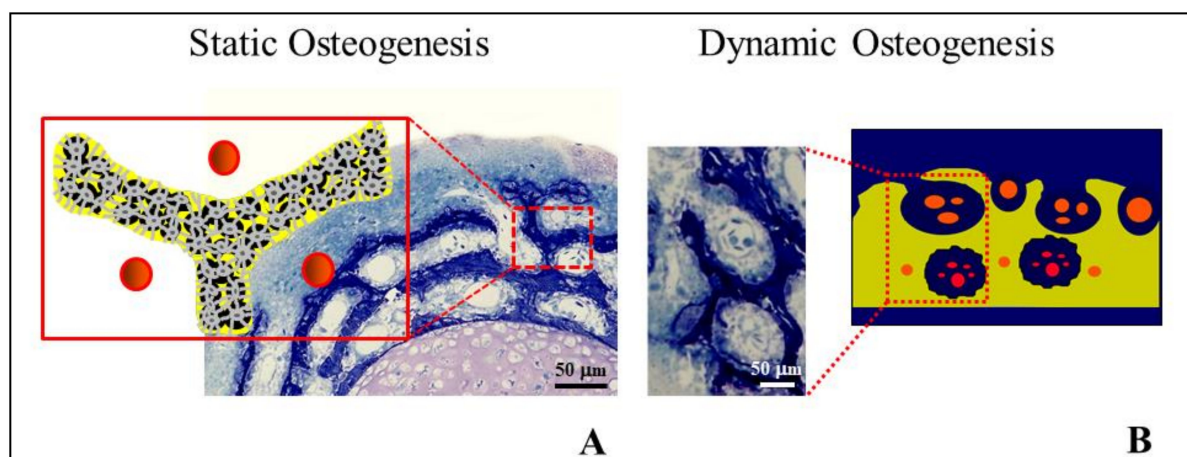 Static Osteogenesis
Dynamic Osteogenesis
50 μm
50 μm
A
B